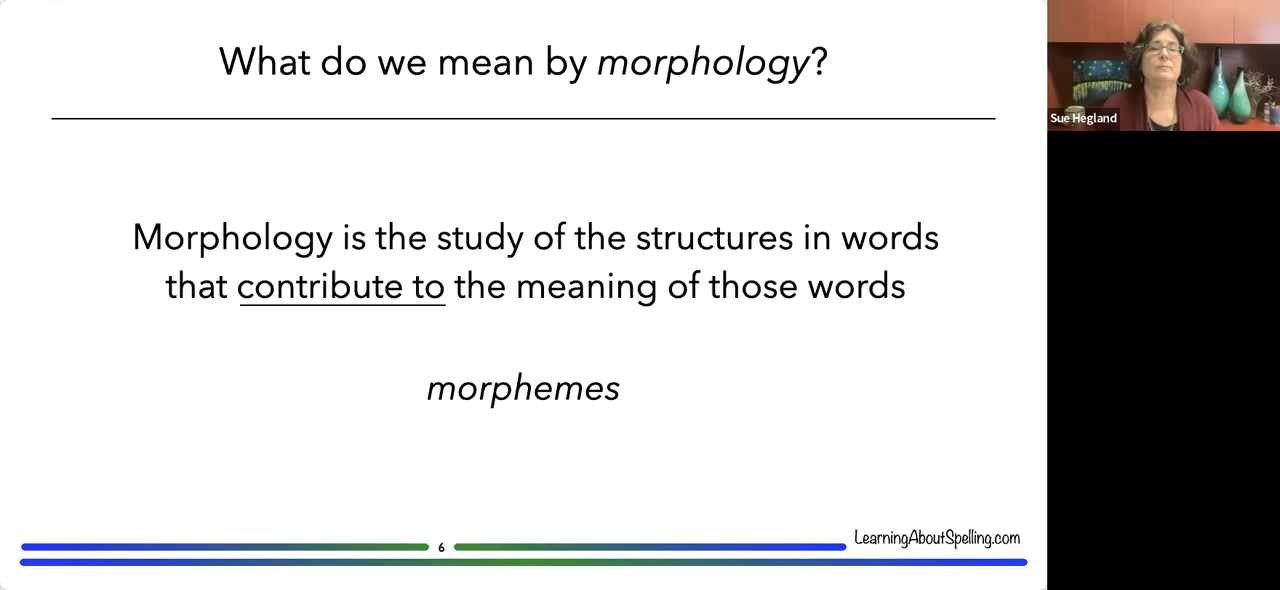 What do we mean by morphology?
Sue Hegland
Morphology is the study of the structures in words
that contribute to the meaning of those words
morphemes
6
LearningAboutSpelling.com